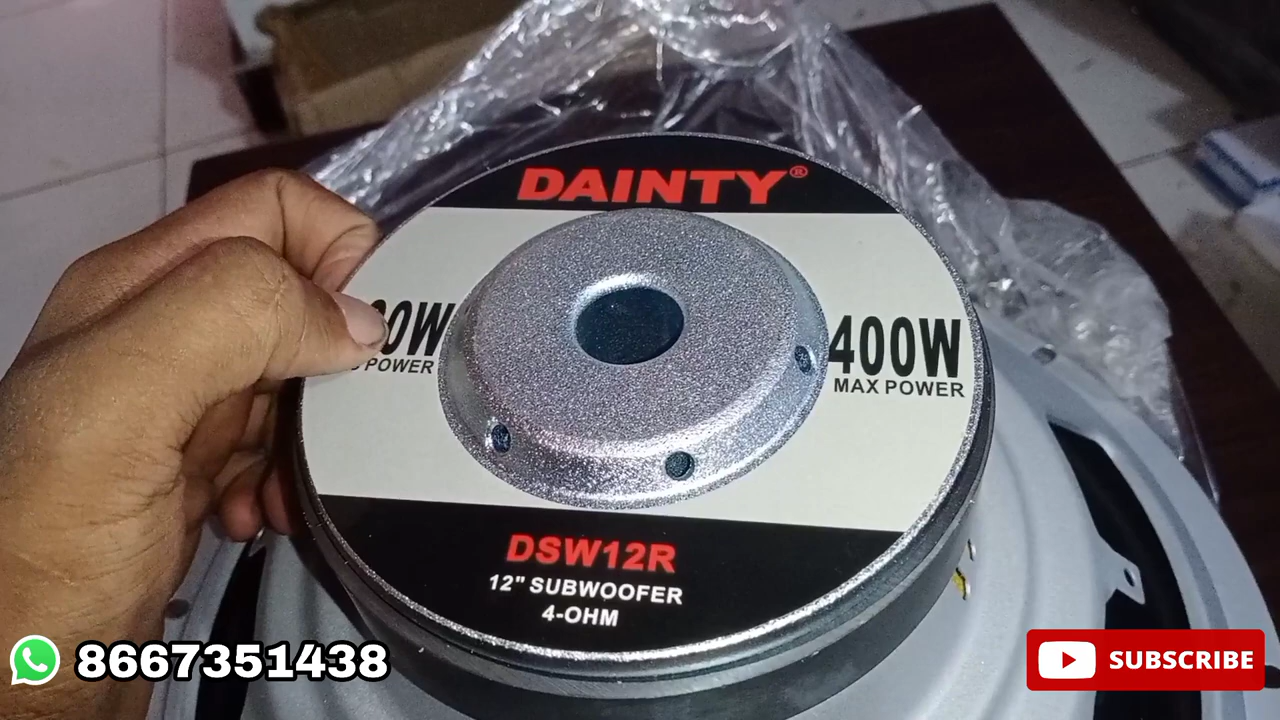 DAINTY®
400W
MAX POWER
POWER
DSW12R
12" SUBWOOFER
4-OHM
8667351438
SUBSCRIBE